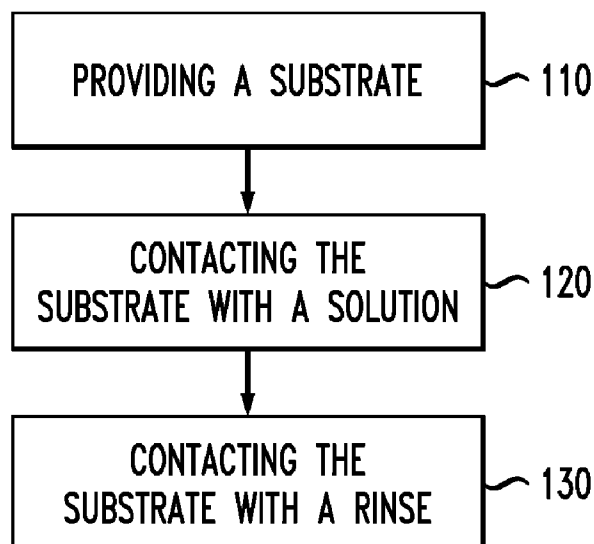 PROVIDING A SUBSTRATE
110
CONTACTING THE
SUBSTRATE WITH A SOLUTION
120
CONTACTING THE
SUBSTRATE WITH A RINSE
130